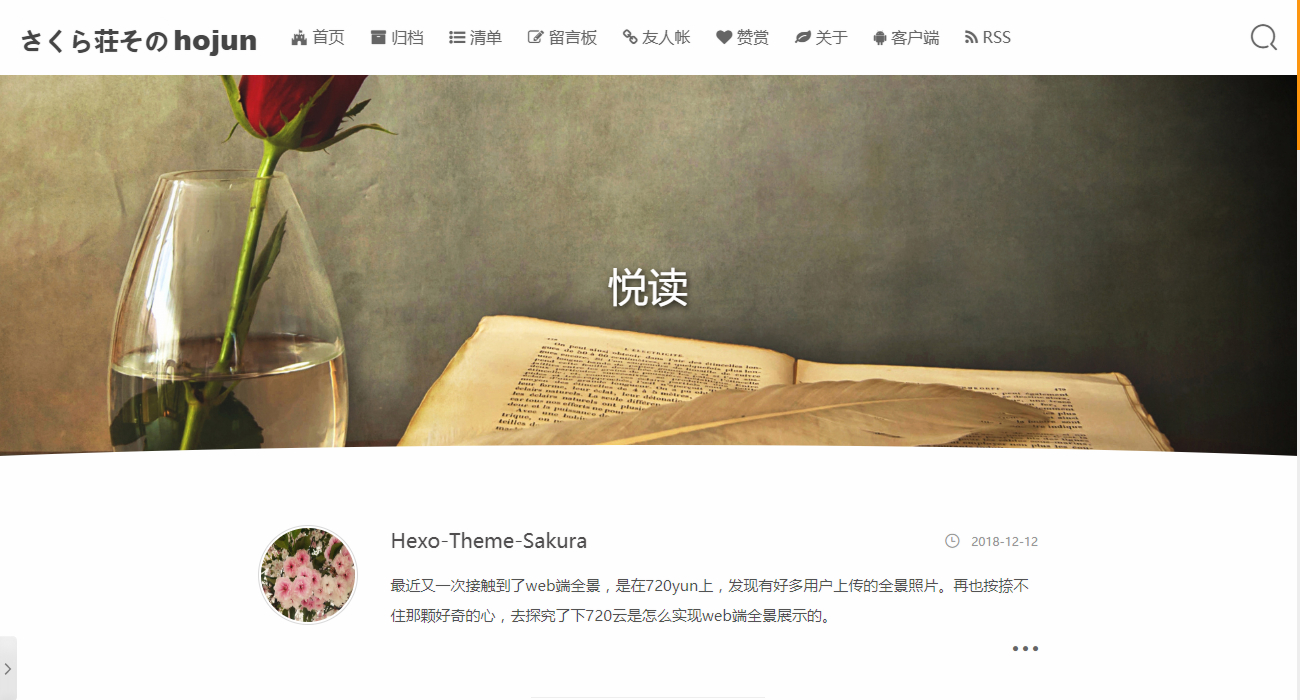 さくら荘その hojun
首页 归档 清单 留言板 友人帐 赞赏 关于 客户端 RSS
悦读
L'ELECTRICITE
Hexo-Theme-Sakura
2018-12-12
最近又一次接触到了web端全景，是在720yun上，发现有好多用户上传的全景照片。再也按捺不
住那颗好奇的心，去探究了下720云是怎么实现web端全景展示的。